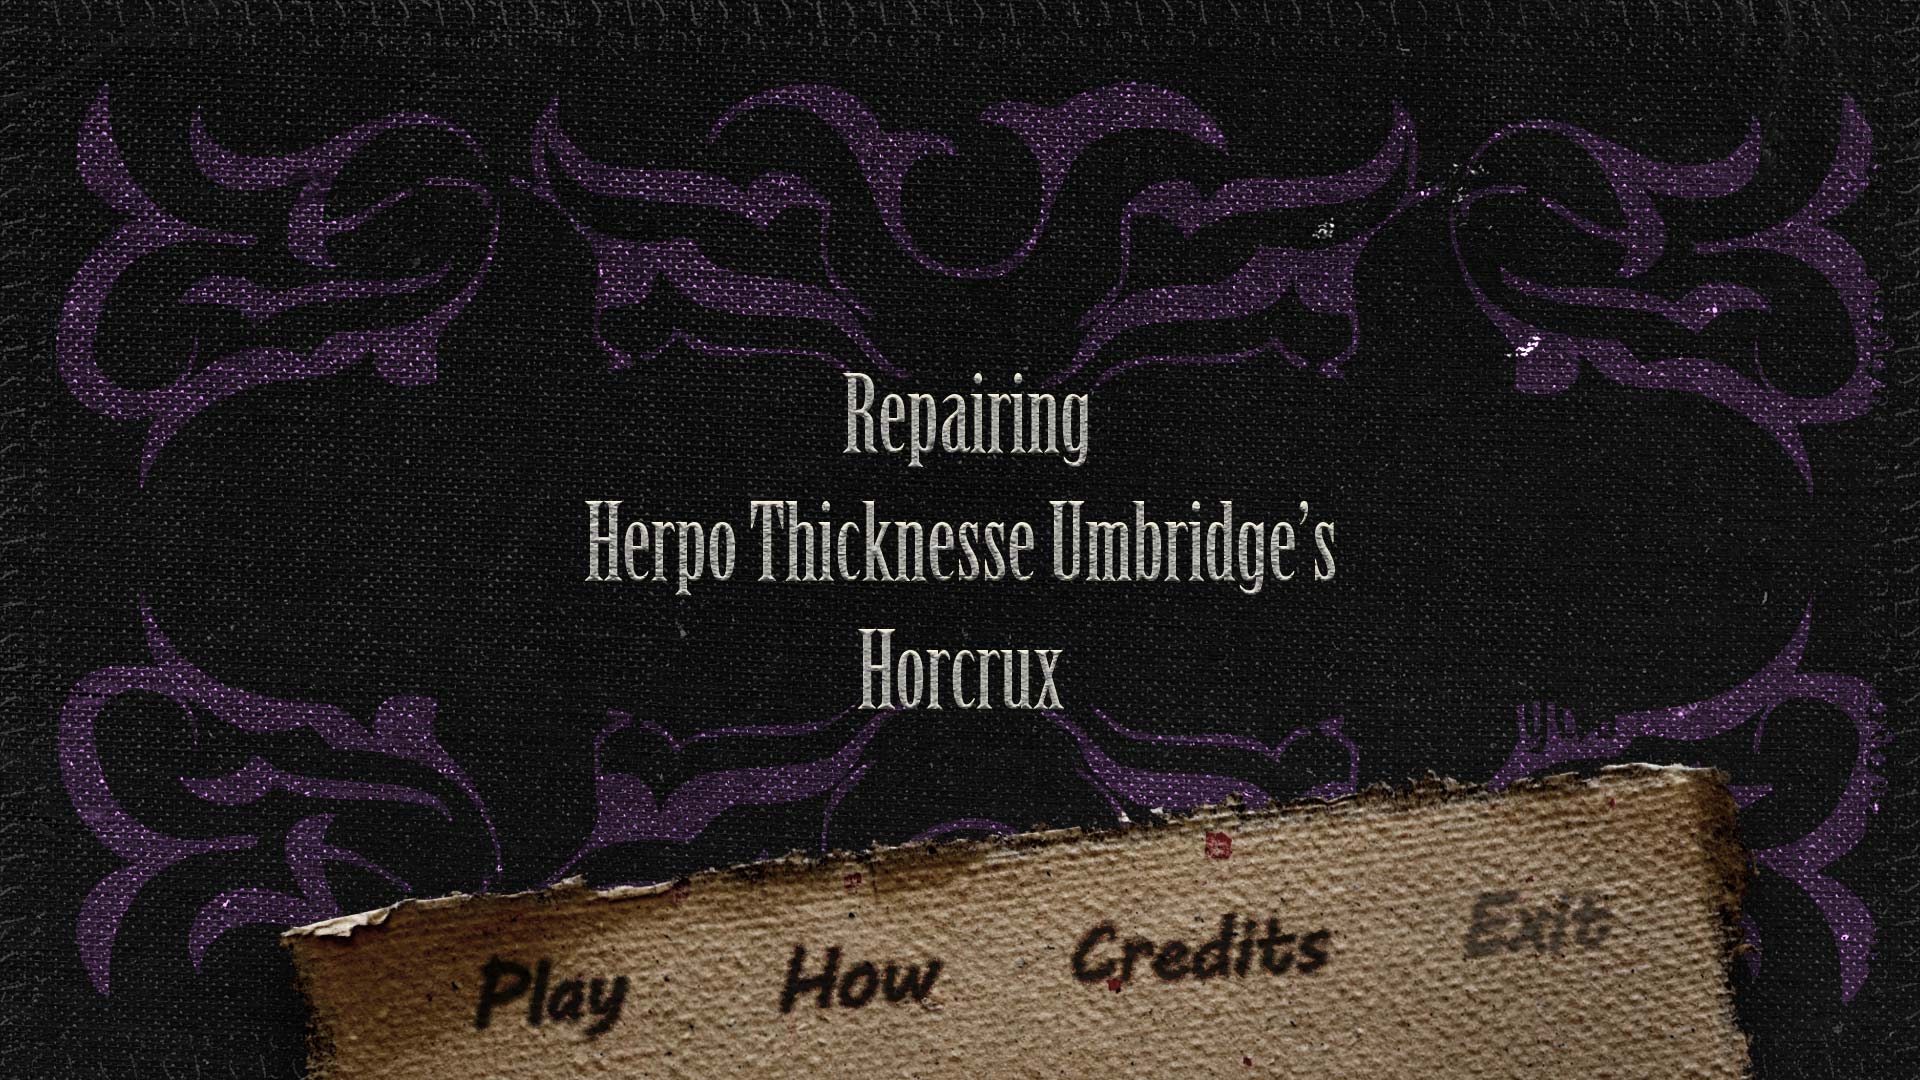 Repairing
Herpo Thicknesse Umbridge’s
Horcrux
Play How Credits Exit